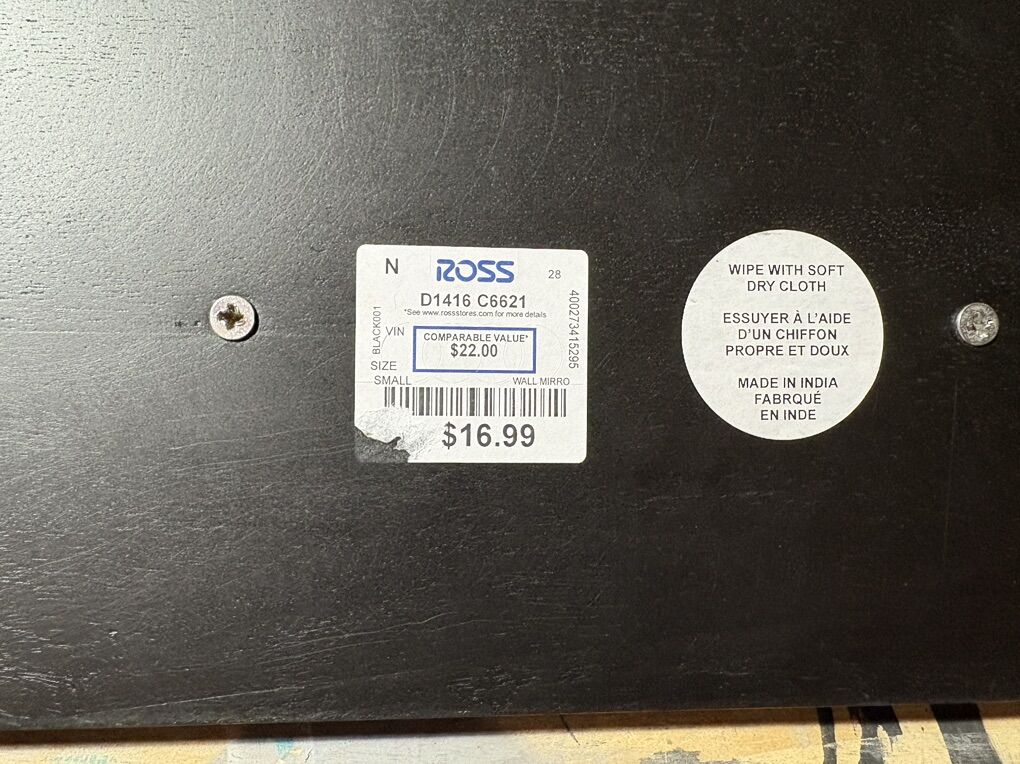 N
ROSS
28
D1416 C6621
*See www.rossstores.com for more details
400273415295
BLACK001
VIN
COMPARABLE VALUE*
$22.00
SIZE
SMALL
WALL MIRRO
$16.99
WIPE WITH SOFT
DRY CLOTH
ESSUYER À L'AIDE
D'UN CHIFFON
PROPRE ET DOUX
MADE IN INDIA
FABRQUÉ
EN INDE